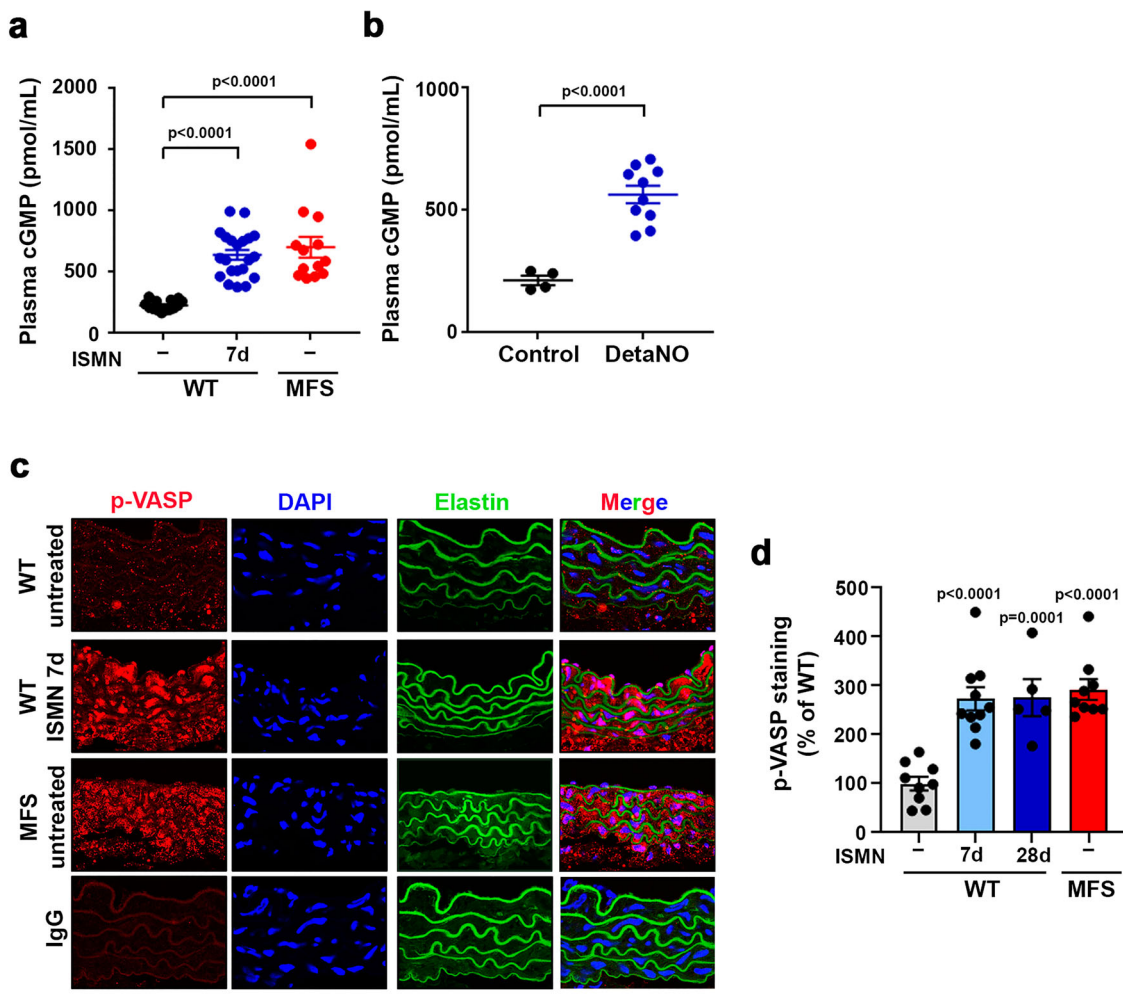 a
Plasma cGMP (pmol/mL)
2000
1500
1000
500
0
p<0.0001
p<0.0001
ISMN
– 7d –
WT MFS
b
Plasma cGMP (pmol/mL)
1000
500
0
p<0.0001
Control DetaNO
c
p-VASP DAPI Elastin Merge
WT
untreated
WT
ISMN 7d
MFS
untreated
IgG
d
p-VASP staining
(% of WT)
500
400
300
200
100
0
p<0.0001
p=0.0001
p<0.0001
ISMN
– 7d 28d –
WT MFS